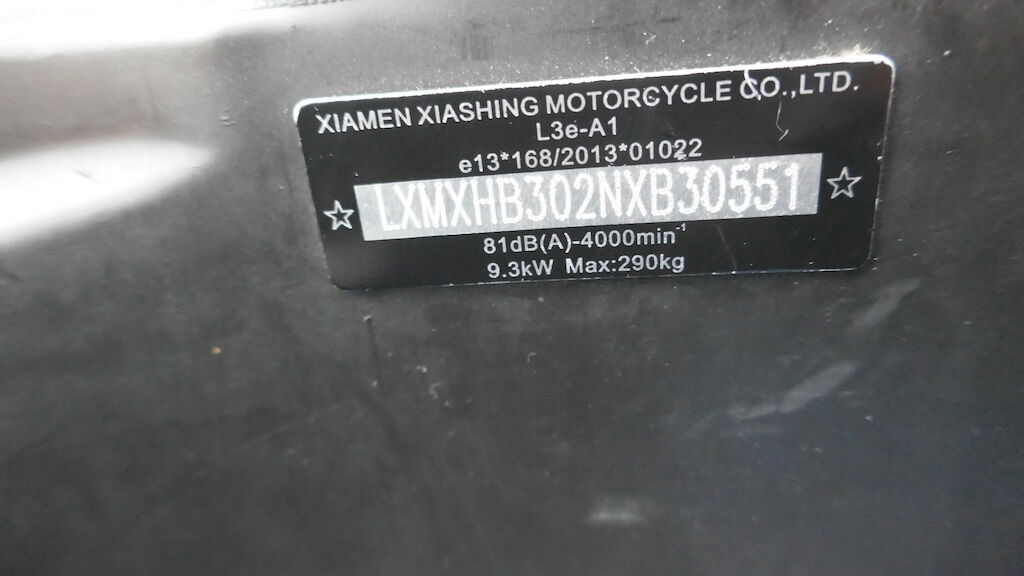 XIAMEN XIASHING MOTORCYCLE CO.,LTD.
L3e-A1
e13*168/2013*01022
☆ LXMXHB302NXB30551 ☆
81dB(A)-4000min⁻¹
9.3kW Max:290kg